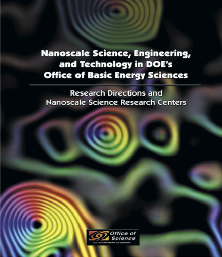 Nanoscale Science, Engineering,
and Technology in DOE's
Office of Basic Energy Sciences
Research Directions and
Nanoscale Science Research Centers
Office of
Science